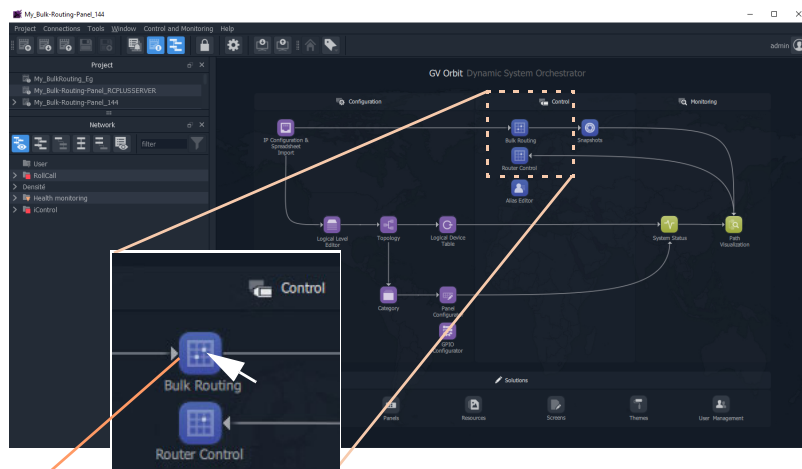 My_Bulk-Routing-Panel_144
Project Connections Tools Window Control and Monitoring Help
admin
Project
My_BulkRouting_Eg
My_Bulk-Routing-Panel_RCPLUSSERVER
My_Bulk-Routing-Panel_144
Network
filter
User
RollCall
Densité
Health monitoring
iControl
GV Orbit Dynamic System Orchestrator
Configuration
Control
Monitoring
IP Configuration &
Spreadsheet
Import
Bulk Routing
Snapshots
Router Control
Alias Editor
Logical Level
Editor
Topology
Logical Device
Table
System Status
Path
Visualization
Category
Panel
Configurator
GPIO
Configurator
Solutions
Panels
Resources
Screens
Themes
User Management
Control
Bulk Routing
Router Control